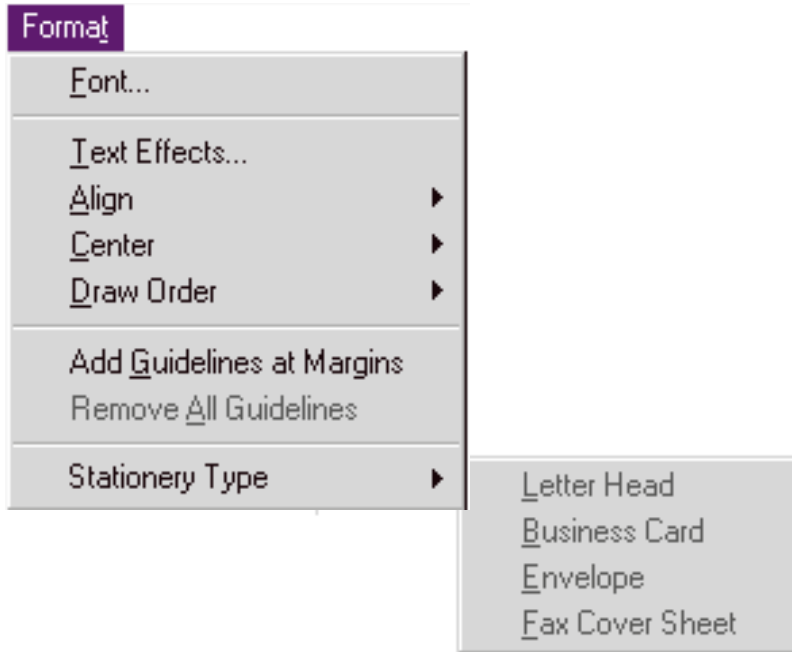 Format
Font...
Text Effects...
Align
Center
Draw Order
Add Guidelines at Margins
Remove All Guidelines
Stationery Type
Letter Head
Business Card
Envelope
Fax Cover Sheet